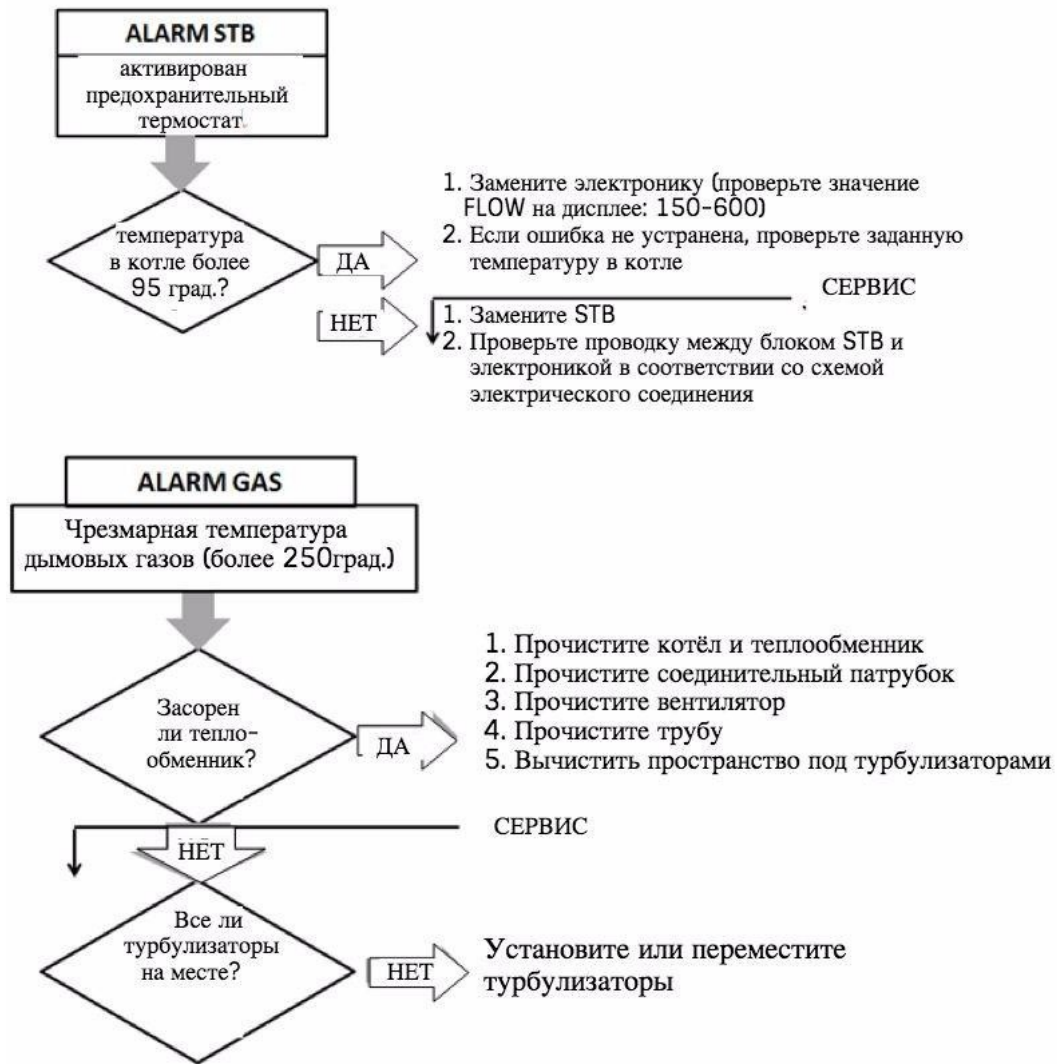 ALARM STB
активирован
предохранительный
термостат.
температура
в котле более
95 град.?
ДА
1. Замените электронику (проверьте значение
FLOW на дисплее: 150-600)
2. Если ошибка не устранена, проверьте заданную
температуру в котле
СЕРВИС
НЕТ
1. Замените STB
2. Проверьте проводку между блоком STB и
электроникой в соответствии со схемой
электрического соединения
ALARM GAS
Чрезмарная температура
дымовых газов (более 250град.)
Засорен
ли тепло-
обменник?
ДА
1. Прочистите котёл и теплообменник
2. Прочистите соединительный патрубок
3. Прочистите вентилятор
4. Прочистите трубу
5. Вычистить пространство под турбулизаторами
СЕРВИС
НЕТ
Все ли
турбулизаторы
на месте?
НЕТ
Установите или переместите
турбулизаторы